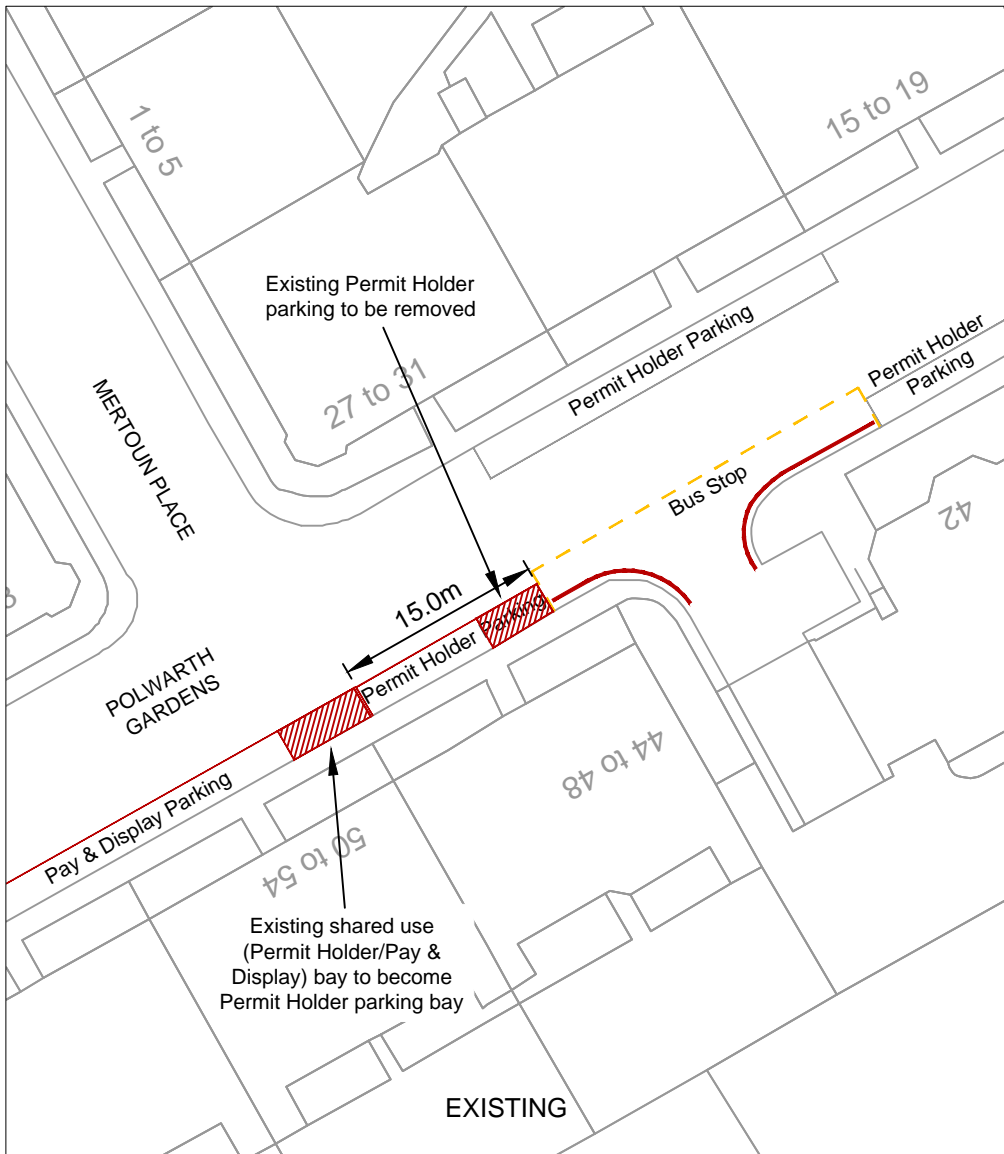 1 to 5
15 to 19
Existing Permit Holder
parking to be removed
27 to 31
Permit Holder Parking
Permit Holder
Parking
MERTOUN PLACE
Bus Stop
42
15.0m
Permit Holder Parking
POLWARTH
GARDENS
44 to 48
Pay & Display Parking
50 to 54
Existing shared use
(Permit Holder/Pay &
Display) bay to become
Permit Holder parking bay
EXISTING